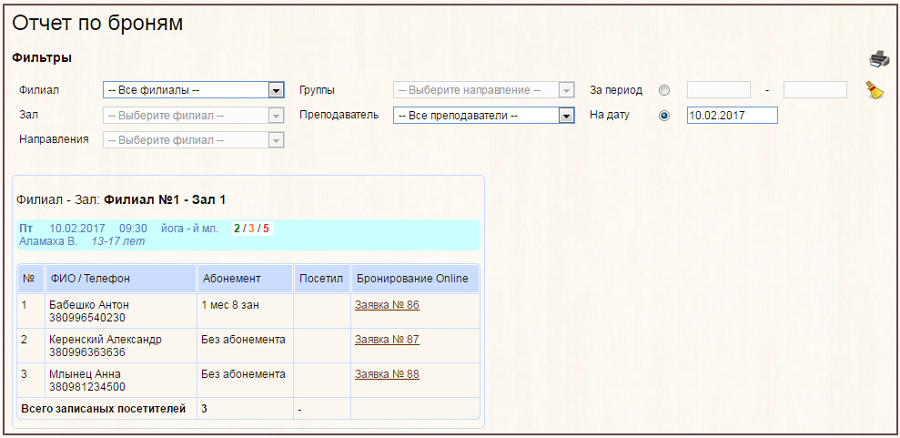 Отчет по броням
Фильтры
Филиал -- Все филиалы -- Группы -- Выберите направление -- За период -
Зал -- Выберите филиал -- Преподаватель -- Все преподаватели -- На дату 10.02.2017
Направления -- Выберите филиал --
Филиал - Зал: Филиал №1 - Зал 1
Пт 10.02.2017 09:30 йога - й мл. 2 / 3 / 5
Аламаха В. 13-17 лет
№ ФИО / Телефон Абонемент Посетил Бронирование Online
1 Бабешко Антон 1 мес 8 зан Заявка № 86
380996540230
2 Керенский Александр Без абонемента Заявка № 87
380996363636
3 Млынец Анна Без абонемента Заявка № 88
380981234500
Всего записаных посетителей 3 -